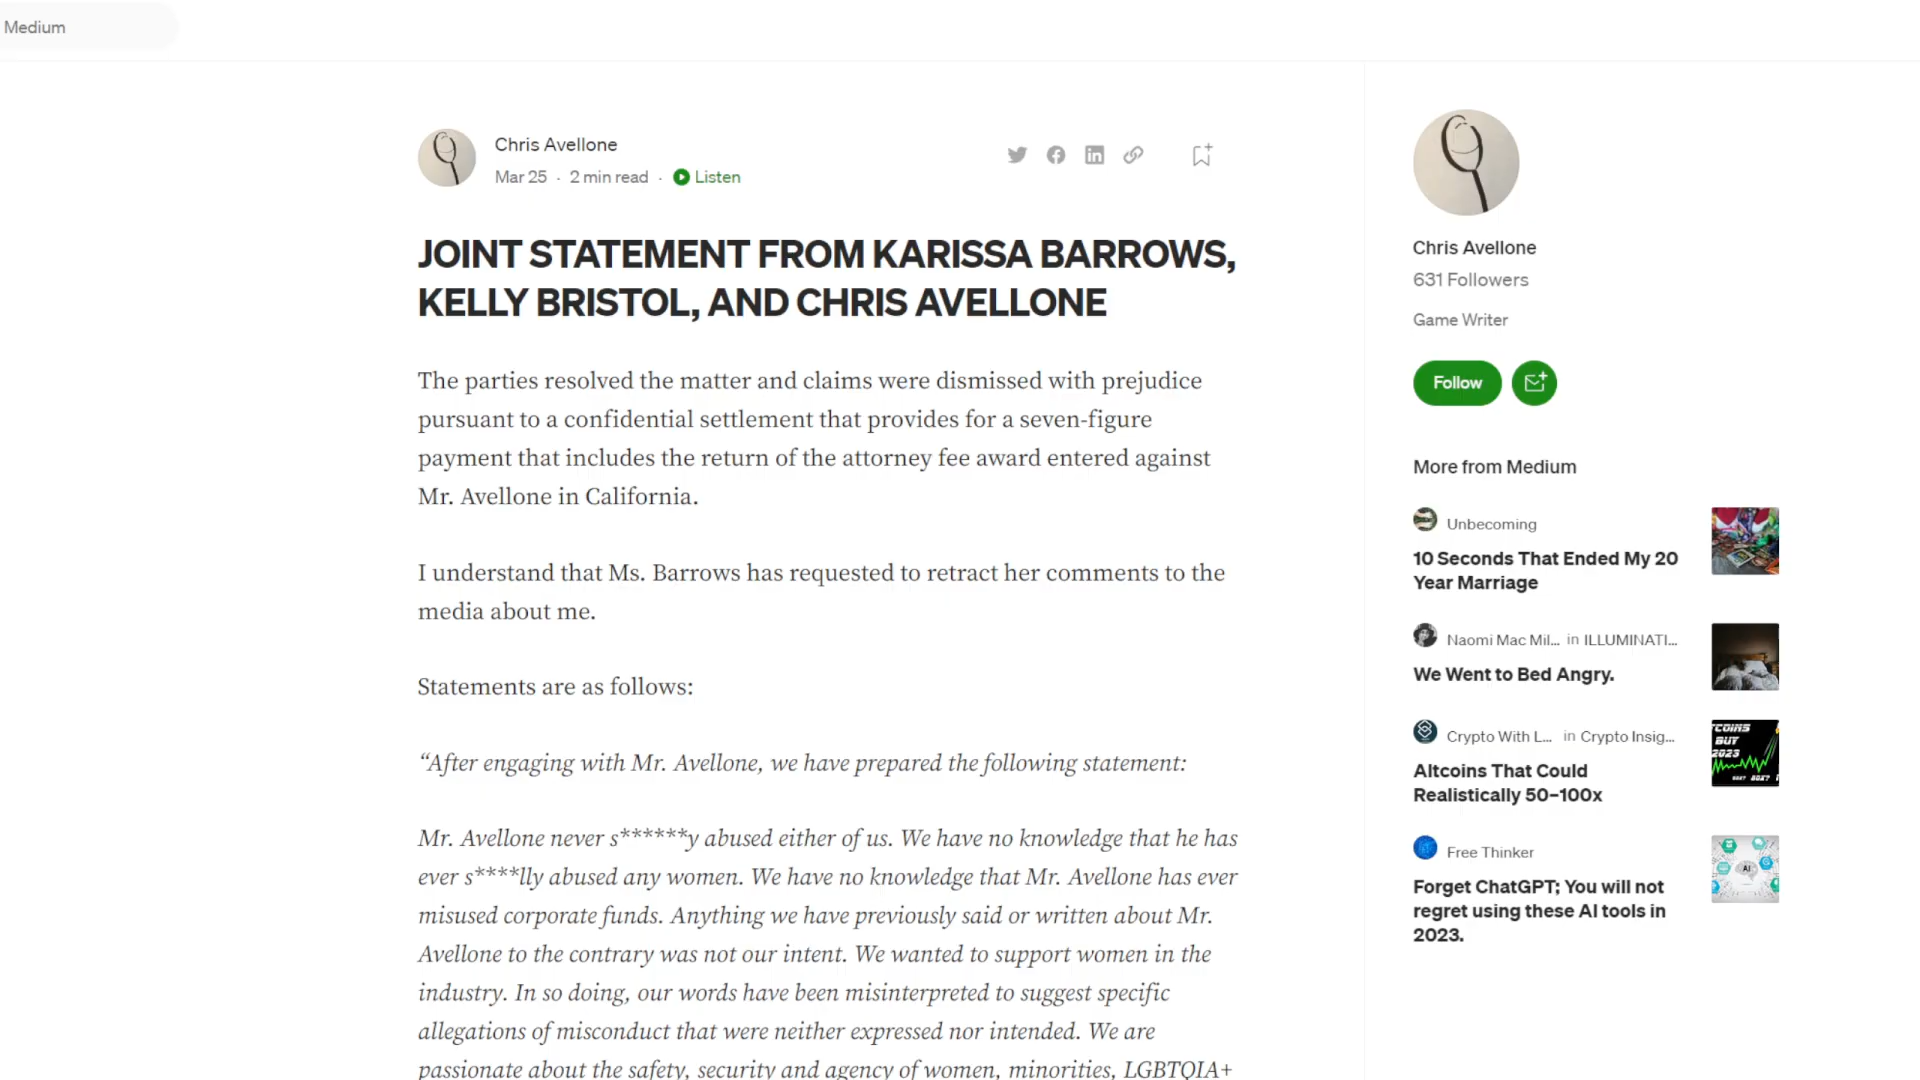 Medium
Chris Avellone
Mar 25 · 2 min read · Listen
JOINT STATEMENT FROM KARISSA BARROWS,
KELLY BRISTOL, AND CHRIS AVELLONE
The parties resolved the matter and claims were dismissed with prejudice
pursuant to a confidential settlement that provides for a seven-figure
payment that includes the return of the attorney fee award entered against
Mr. Avellone in California.
I understand that Ms. Barrows has requested to retract her comments to the
media about me.
Statements are as follows:
“After engaging with Mr. Avellone, we have prepared the following statement:
Mr. Avellone never s******y abused either of us. We have no knowledge that he has
ever s****lly abused any women. We have no knowledge that Mr. Avellone has ever
misused corporate funds. Anything we have previously said or written about Mr.
Avellone to the contrary was not our intent. We wanted to support women in the
industry. In so doing, our words have been misinterpreted to suggest specific
allegations of misconduct that were neither expressed nor intended. We are
passionate about the safety, security and agency of women, minorities, LGBTQIA+
Chris Avellone
631 Followers
Game Writer
Follow
More from Medium
Unbecoming
10 Seconds That Ended My 20
Year Marriage
Naomi Mac Mil... in ILLUMINATI...
We Went to Bed Angry.
Crypto With L... in Crypto Insig...
Altcoins That Could
Realistically 50–100x
TCOINS
BUY
2023
Free Thinker
Forget ChatGPT; You will not
regret using these AI tools in
2023.
AI